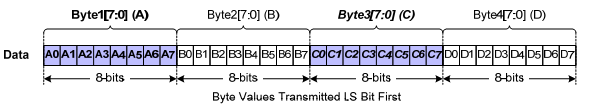 Byte1[7:0] (A) Byte2[7:0] (B) Byte3[7:0] (C) Byte4[7:0] (D)
Data A0 A1 A2 A3 A4 A5 A6 A7 B0 B1 B2 B3 B4 B5 B6 B7 C0 C1 C2 C3 C4 C5 C6 C7 D0 D1 D2 D3 D4 D5 D6 D7
8-bits 8-bits 8-bits 8-bits
Byte Values Transmitted LS Bit First